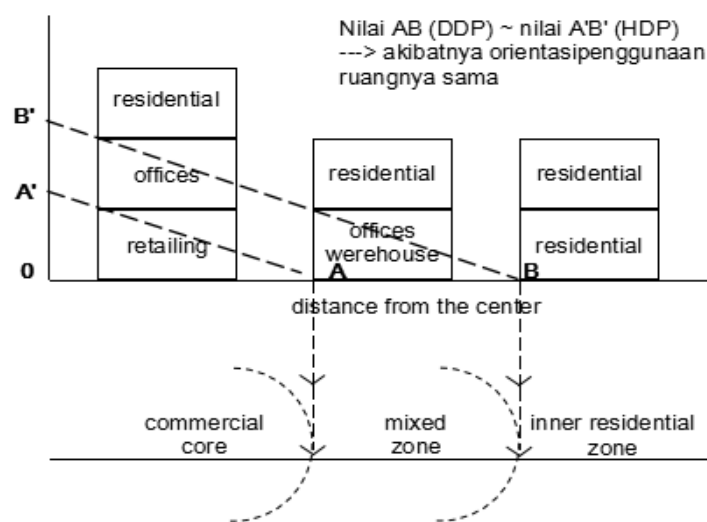 Nilai AB (DDP) ~ nilai A'B' (HDP)
---> akibatnya orientasipenggunaan
ruangnya sama
residential
B'
offices
residential
residential
A'
retailing
offices
werehouse
residential
0
A
B
distance from the center
commercial
core
mixed
zone
inner residential
zone